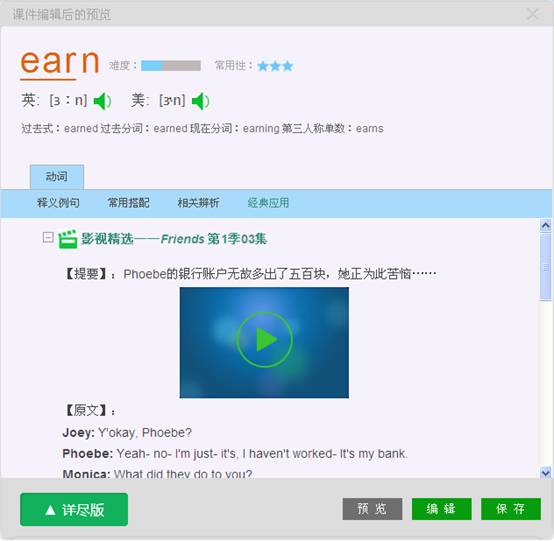 课件编辑后的预览
earn 难度： 常用性：
英: [ɜːn] 美: [ɝn]
过去式：earned 过去分词：earned 现在分词：earning 第三人称单数：earns
动词
释义例句 常用搭配 相关辨析 经典应用
影视精选——Friends 第1季03集
【提要】：Phoebe的银行账户无故多出了五百块，她正为此苦恼……
【原文】：
Joey: Y'okay, Phoebe?
Phoebe: Yeah- no- I'm just- it's, I haven't worked- It's my bank.
Monica: What did they do to you?
▲ 详尽版 预 览 编 辑 保 存